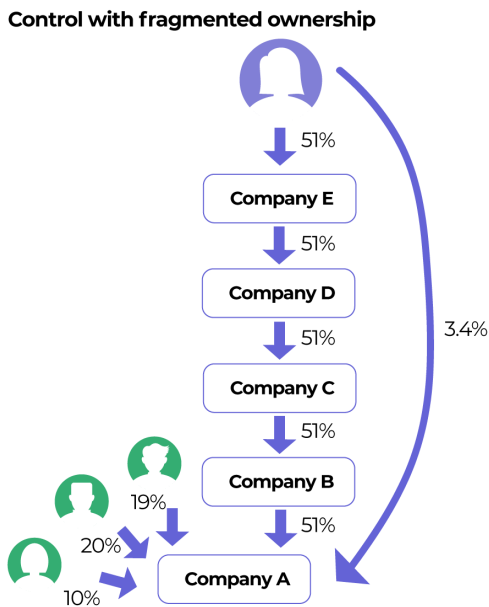 Control with fragmented ownership
51%
Company E
51%
Company D
51%
3.4%
Company C
51%
Company B
19%
51%
20%
Company A
10%